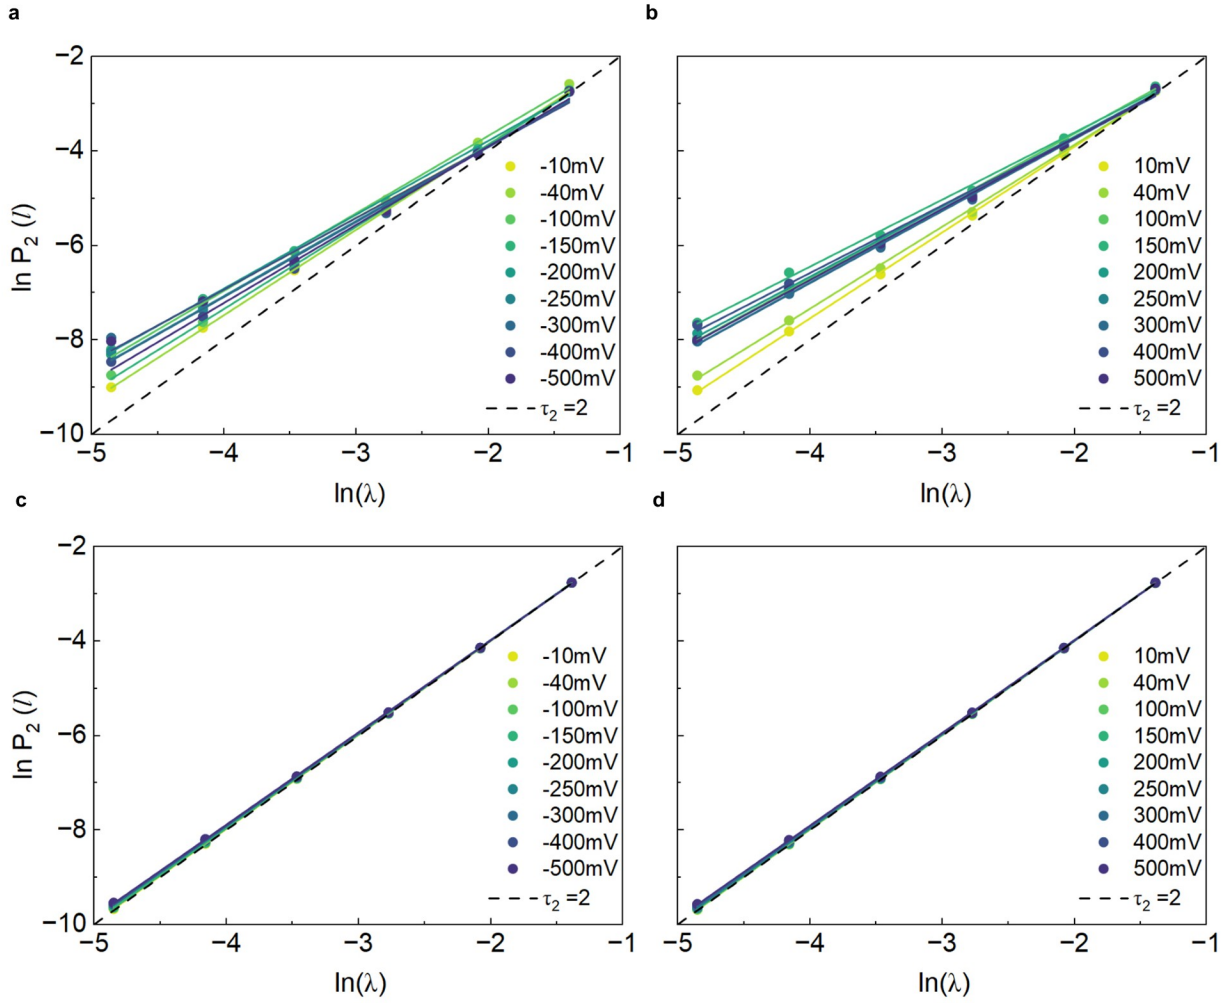 a
b
−2
−4
−6
−8
−10
ln P2 (l)
-10mV
-40mV
-100mV
-150mV
-200mV
-250mV
-300mV
-400mV
-500mV
τ2 =2
−5
−4
−3
−2
−1
ln(λ)
10mV
40mV
100mV
150mV
200mV
250mV
300mV
400mV
500mV
τ2 =2
−5
−4
−3
−2
−1
ln(λ)
c
d
−2
−4
−6
−8
−10
ln P2 (l)
-10mV
-40mV
-100mV
-150mV
-200mV
-250mV
-300mV
-400mV
-500mV
τ2 =2
−5
−4
−3
−2
−1
ln(λ)
10mV
40mV
100mV
150mV
200mV
250mV
300mV
400mV
500mV
τ2 =2
−5
−4
−3
−2
−1
ln(λ)